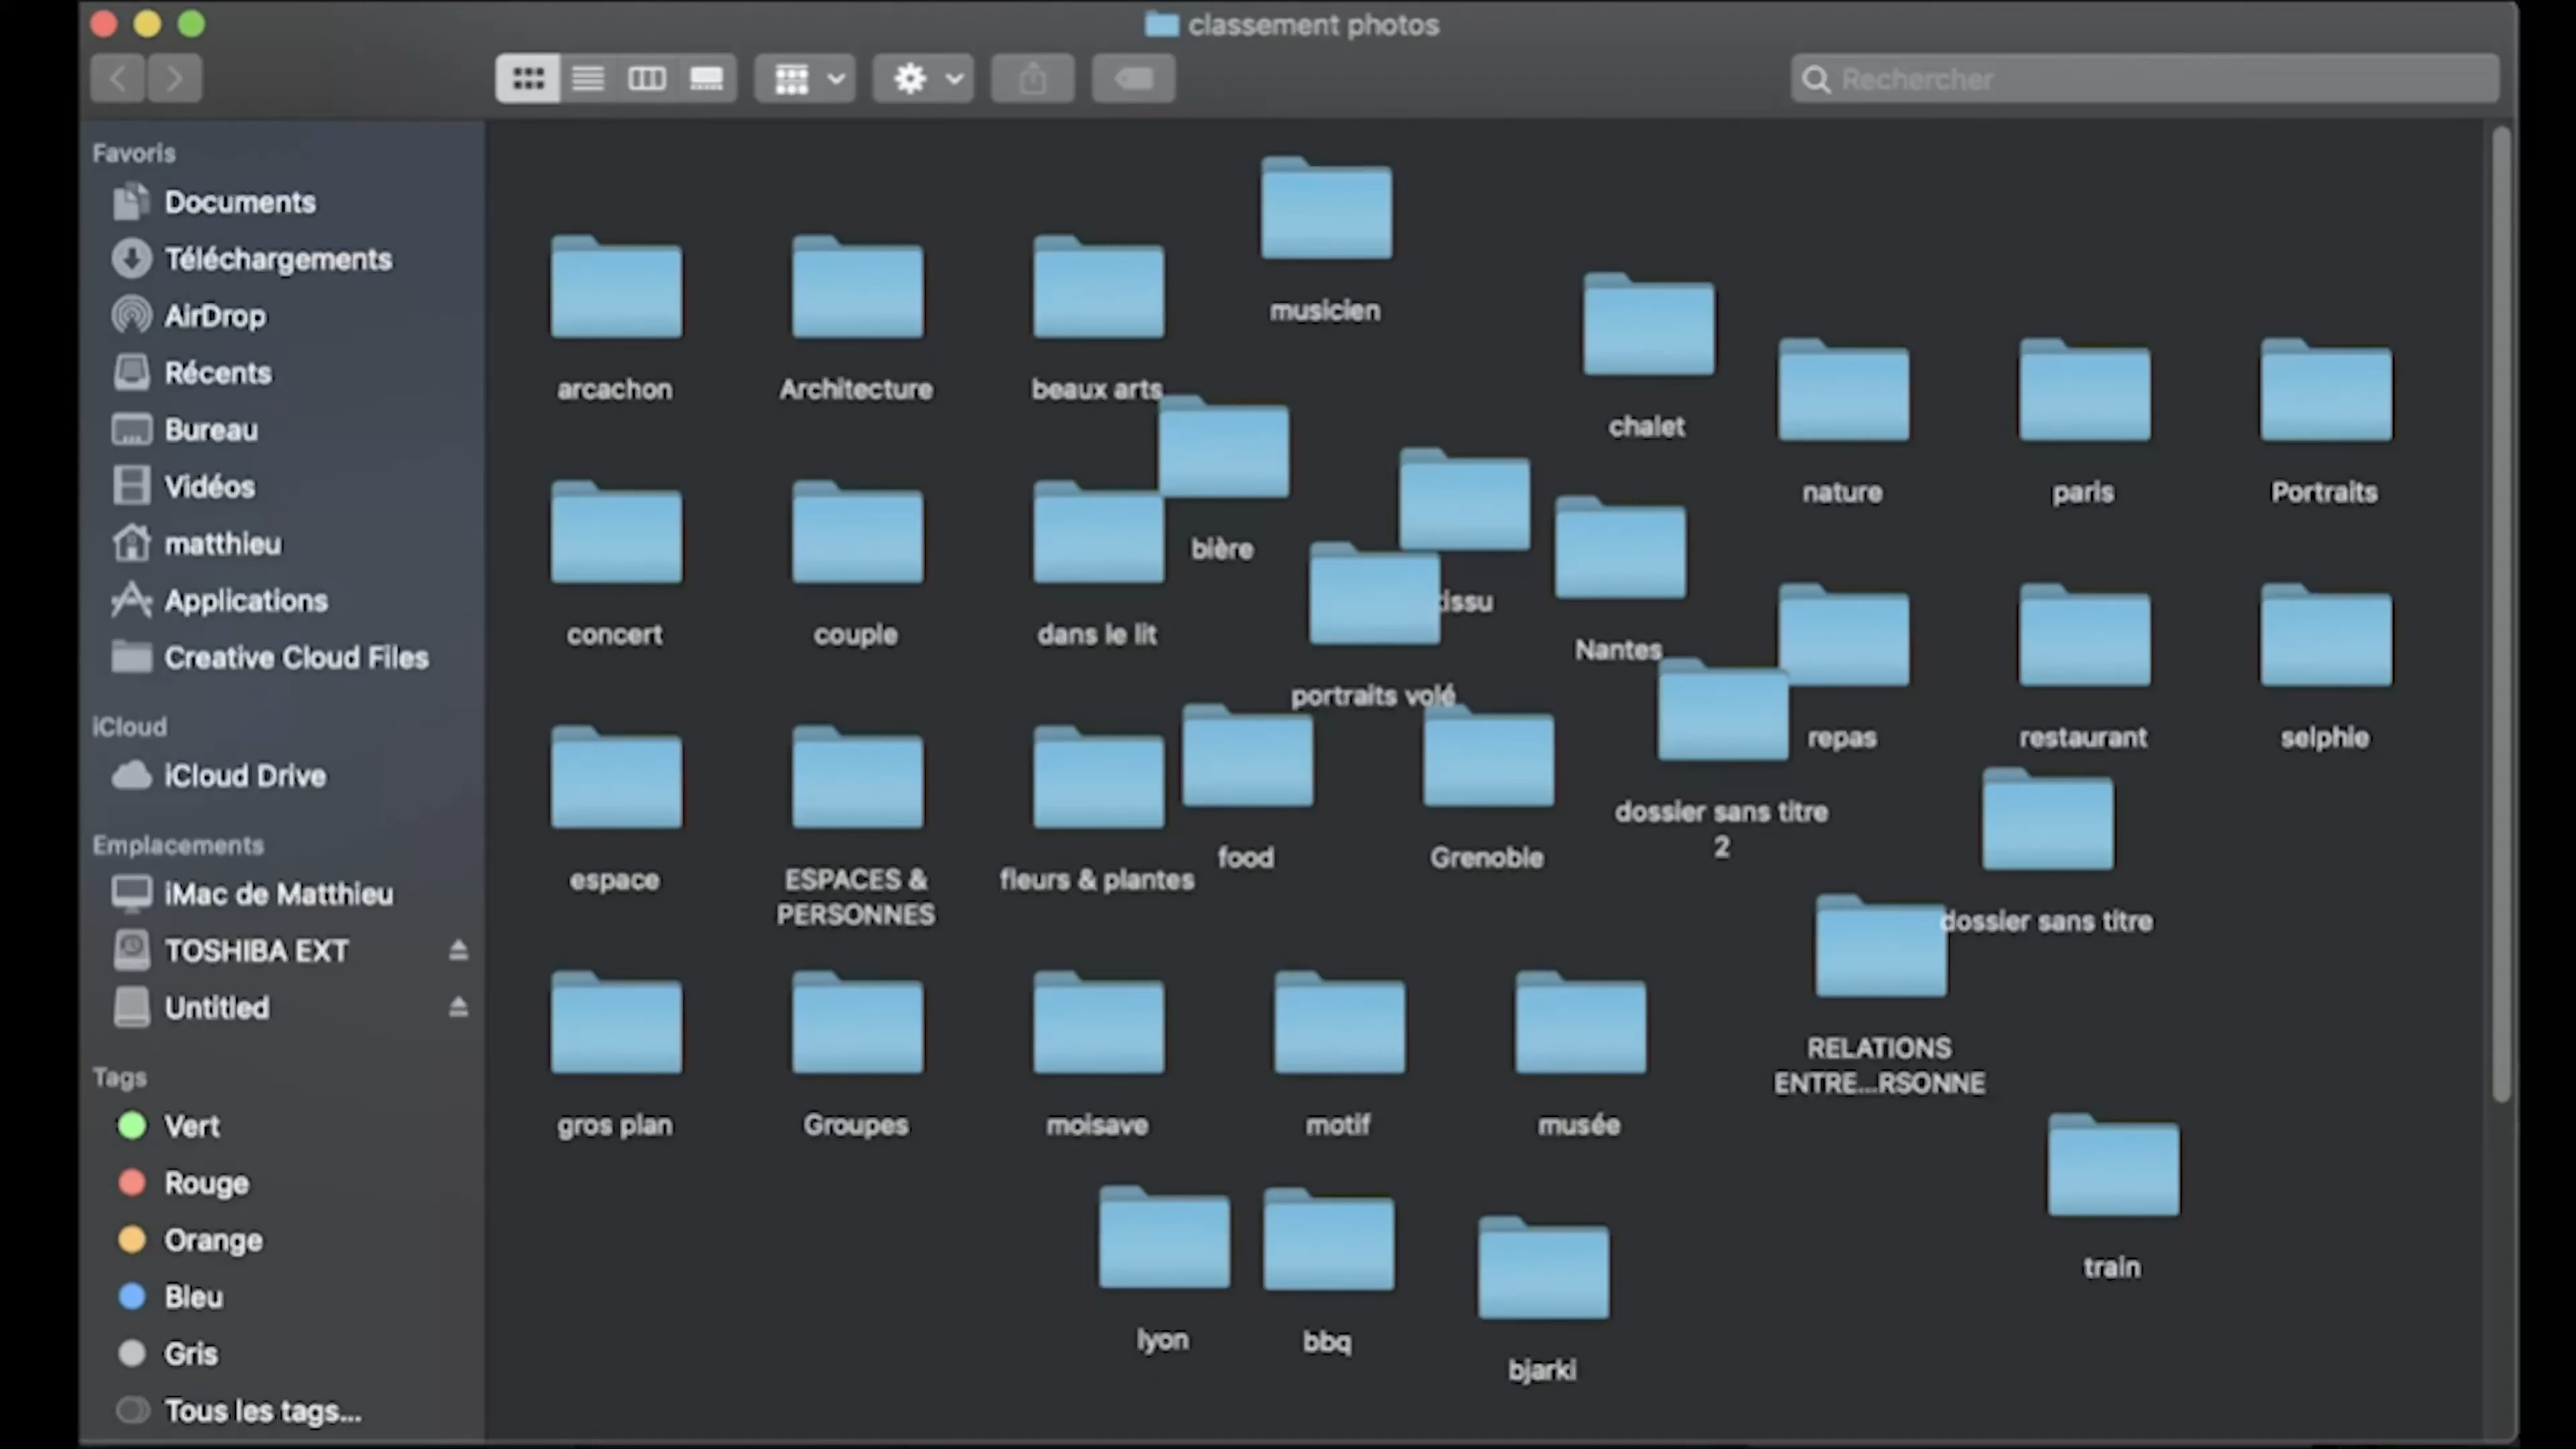 classement photos
Rechercher
Favoris
Documents
Téléchargements
AirDrop
Récents
Bureau
Vidéos
matthieu
Applications
Creative Cloud Files
iCloud
iCloud Drive
Emplacements
iMac de Matthieu
TOSHIBA EXT
Untitled
Tags
Vert
Rouge
Orange
Bleu
Gris
Tous les tags...
musicien
arcachon
Architecture
beaux arts
chalet
nature
paris
Portraits
bière
concert
couple
dans le lit
Nantes
portraits volé
repas
restaurant
selphie
dossier sans titre
2
food
Grenoble
espace
ESPACES &
PERSONNES
fleurs & plantes
dossier sans titre
RELATIONS
ENTRE...RSONNE
gros plan
Groupes
moisave
motif
musée
train
lyon
bbq
bjarki